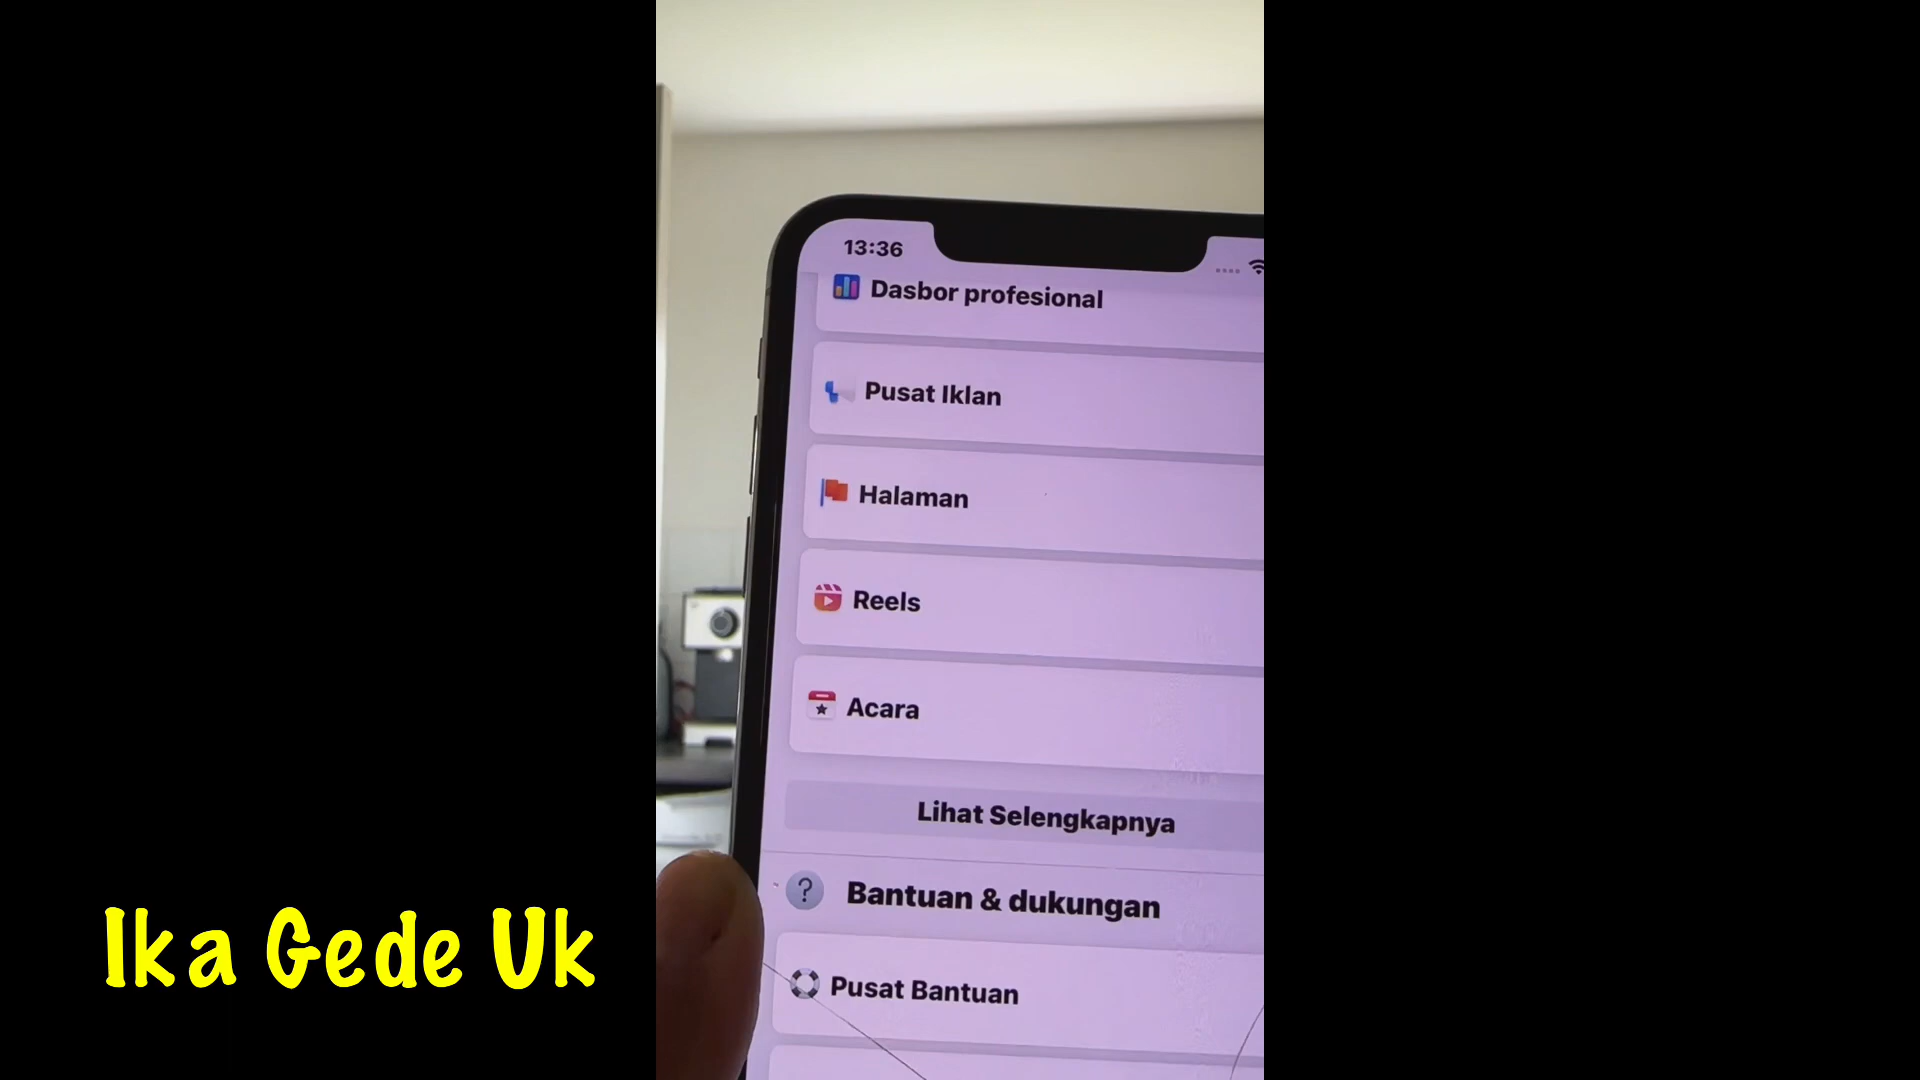 13:36
Dasbor profesional
Pusat Iklan
Halaman
Reels
Acara
Lihat Selengkapnya
? Bantuan & dukungan
Pusat Bantuan
Ika Gede Uk